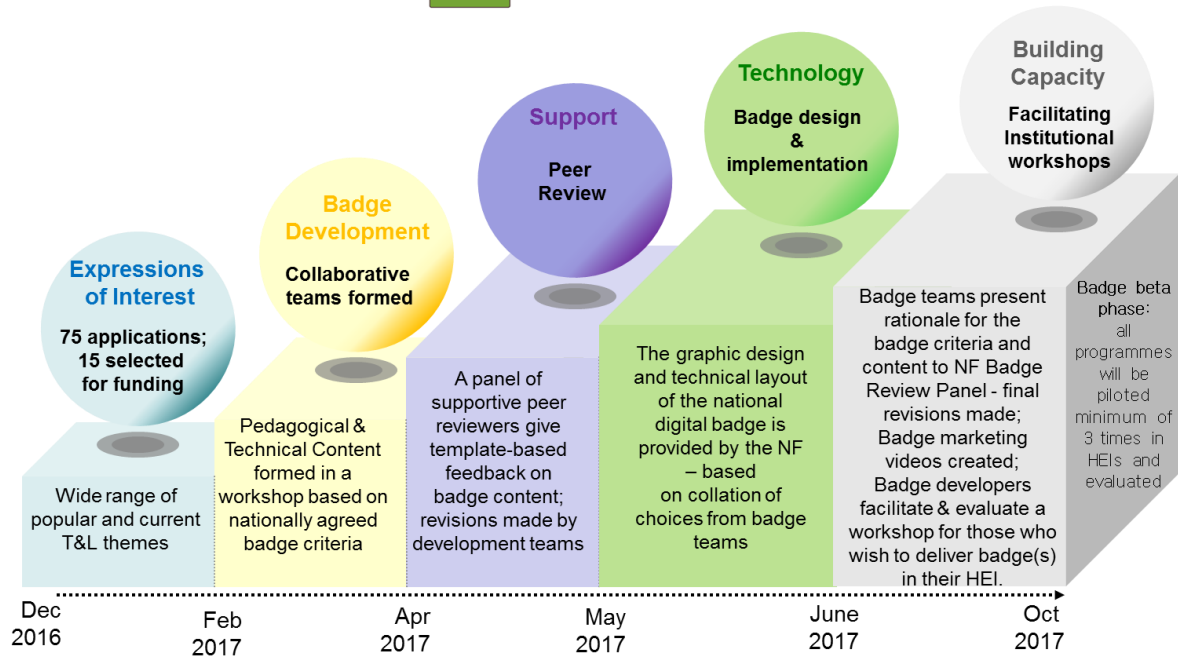 Expressions
of Interest
75 applications;
15 selected
for funding
Wide range of
popular and current
T&L themes
Badge
Development
Collaborative
teams formed
Pedagogical &
Technical Content
formed in a
workshop based on
nationally agreed
badge criteria
Support
Peer
Review
A panel of
supportive peer
reviewers give
template-based
feedback on
badge content;
revisions made by
development teams
Technology
Badge design
&
implementation
The graphic design
and technical layout
of the national
digital badge is
provided by the NF
– based
on collation of
choices from badge
teams
Building
Capacity
Facilitating
Institutional
workshops
Badge teams present
rationale for the
badge criteria and
content to NF Badge
Review Panel - final
revisions made;
Badge marketing
videos created;
Badge developers
facilitate & evaluate a
workshop for those who
wish to deliver badge(s)
in their HEI.
Badge beta
phase:
all
programmes
will be
piloted
minimum of
3 times in
HEIs and
evaluated
Dec
2016
Feb
2017
Apr
2017
May
2017
June
2017
Oct
2017